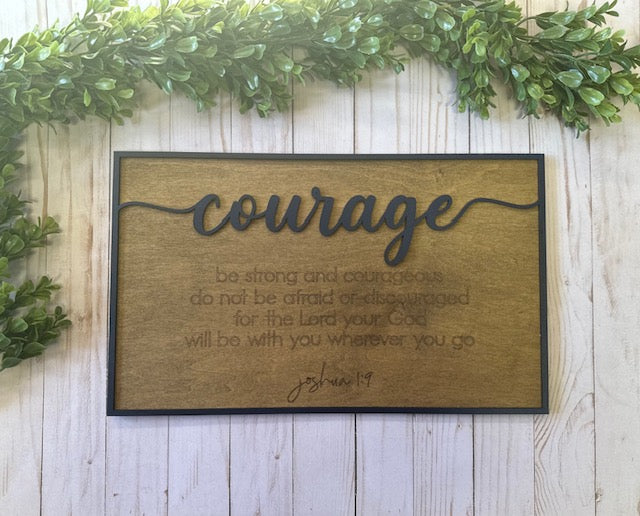 courage
be strong and courageous
do not be afraid or discouraged
for the Lord your God
will be with you wherever you go
joshua 1:9